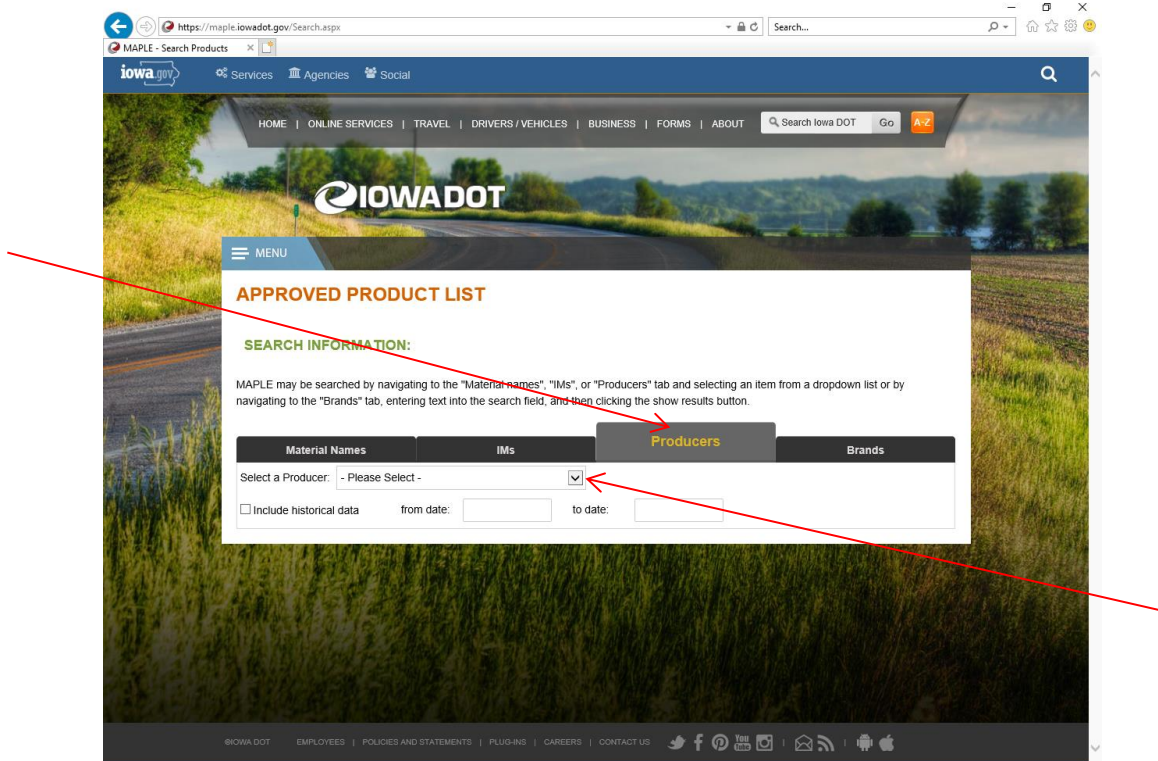 https://maple.iowadot.gov/Search.aspx
Search...
MAPLE - Search Products
iowa.gov
Services Agencies Social
HOME | ONLINE SERVICES | TRAVEL | DRIVERS / VEHICLES | BUSINESS | FORMS | ABOUT Search Iowa DOT Go A-Z
IOWADOT
MENU
APPROVED PRODUCT LIST
SEARCH INFORMATION:
MAPLE may be searched by navigating to the "Material names", "IMs", or "Producers" tab and selecting an item from a dropdown list or by
navigating to the "Brands" tab, entering text into the search field, and then clicking the show results button.
Material Names IMs Producers Brands
Select a Producer: - Please Select -
Include historical data from date: to date:
©IOWA DOT EMPLOYEES | POLICIES AND STATEMENTS | PLUG-INS | CAREERS | CONTACT US You Tube